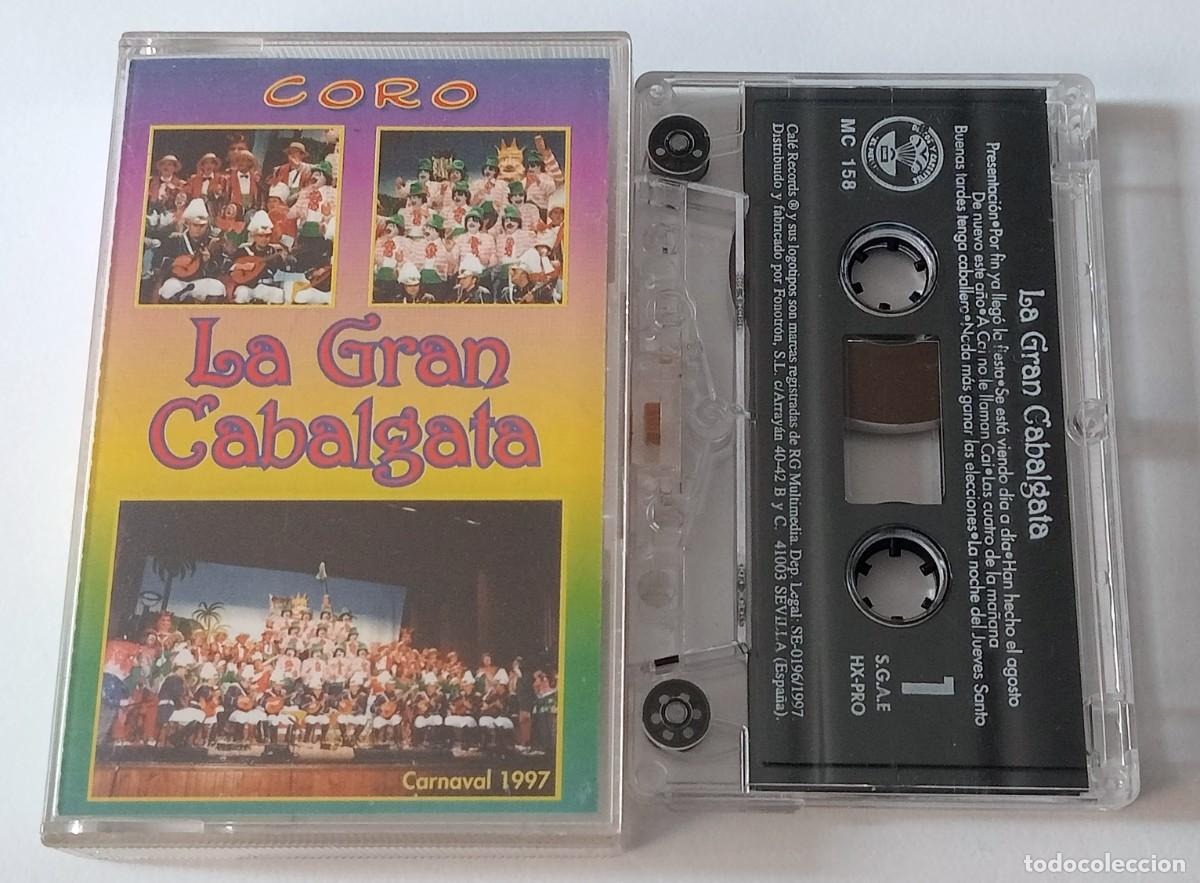 CORO
La Gran
Cabalgata
Carnaval 1997
MC 158
La Gran Cabalgata
Presentación•Por fin ya llegó la fiesta•Se está viendo día a día•Han hecho el agosto
De nuevo este año•A Cai no le llaman Cai•Las cuatro de la mañana
Buenas tardes tenga caballero•Nada más ganar las elecciones•La noche del Jueves Santo
1
S.G.A.E
HX-PRO
Calé Records ® y sus logotipos son marcas registradas de RG Multimedia. Dep. Legal: SE-0196/1997
Distribuido y fabricado por Fonotrón, S.L. c/Arrayán 40-42 B y C. 41003 SEVILLA (España).
todocoleccion